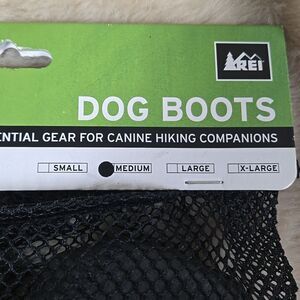 REI
DOG BOOTS
ENTIAL GEAR FOR CANINE HIKING COMPANIONS
SMALL MEDIUM LARGE X-LARGE